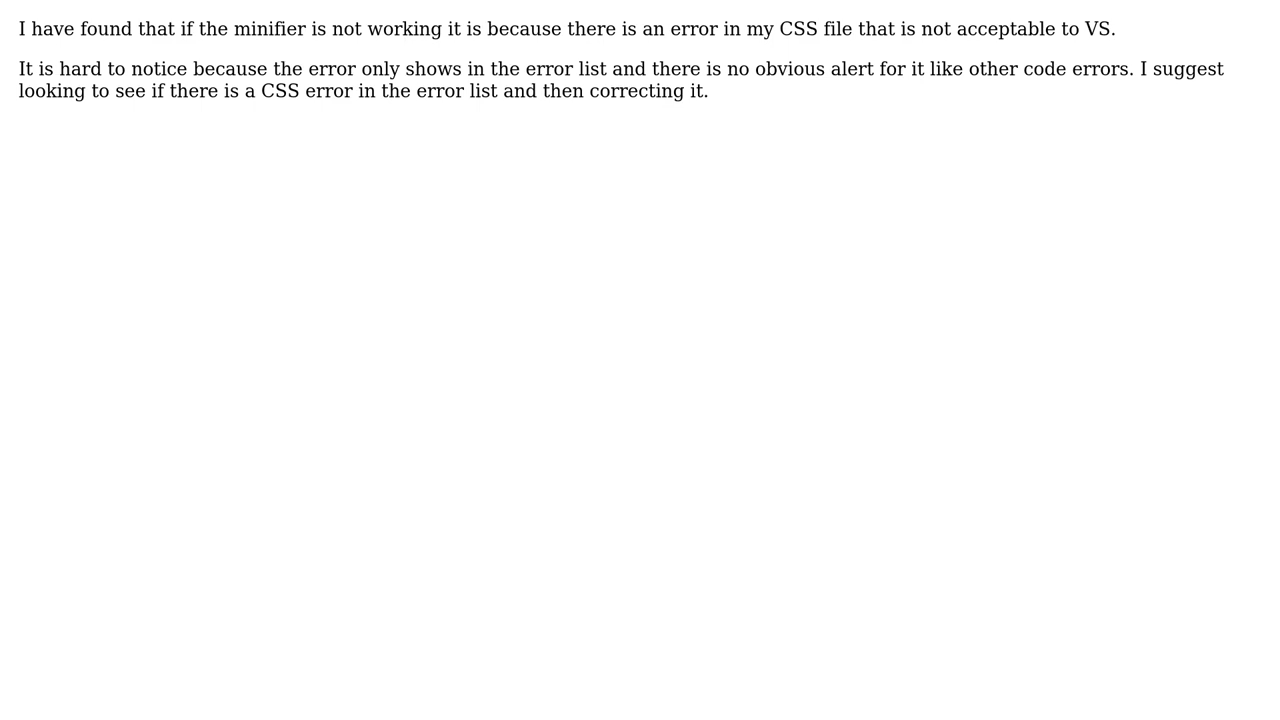 I have found that if the minifier is not working it is because there is an error in my CSS file that is not acceptable to VS.
It is hard to notice because the error only shows in the error list and there is no obvious alert for it like other code errors. I suggest
looking to see if there is a CSS error in the error list and then correcting it.